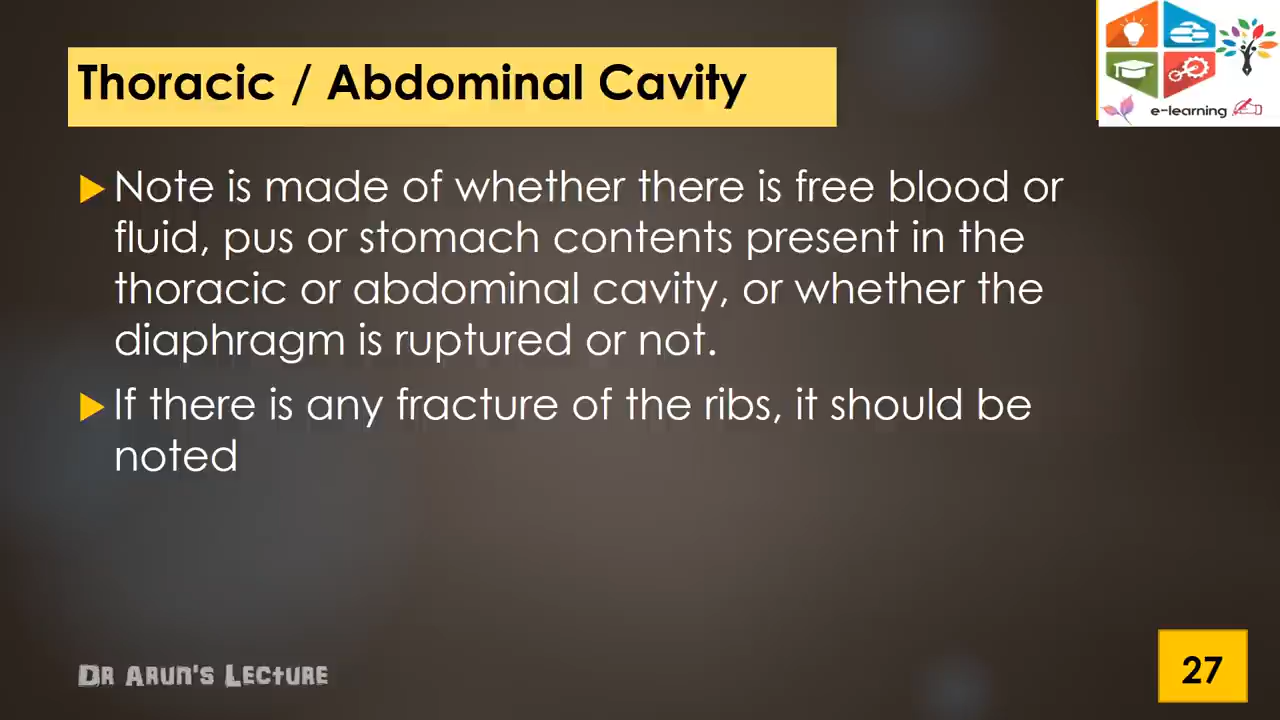 Thoracic / Abdominal Cavity
e-learning
Note is made of whether there is free blood or
fluid, pus or stomach contents present in the
thoracic or abdominal cavity, or whether the
diaphragm is ruptured or not.
If there is any fracture of the ribs, it should be
noted
Dr Arun's Lecture
27